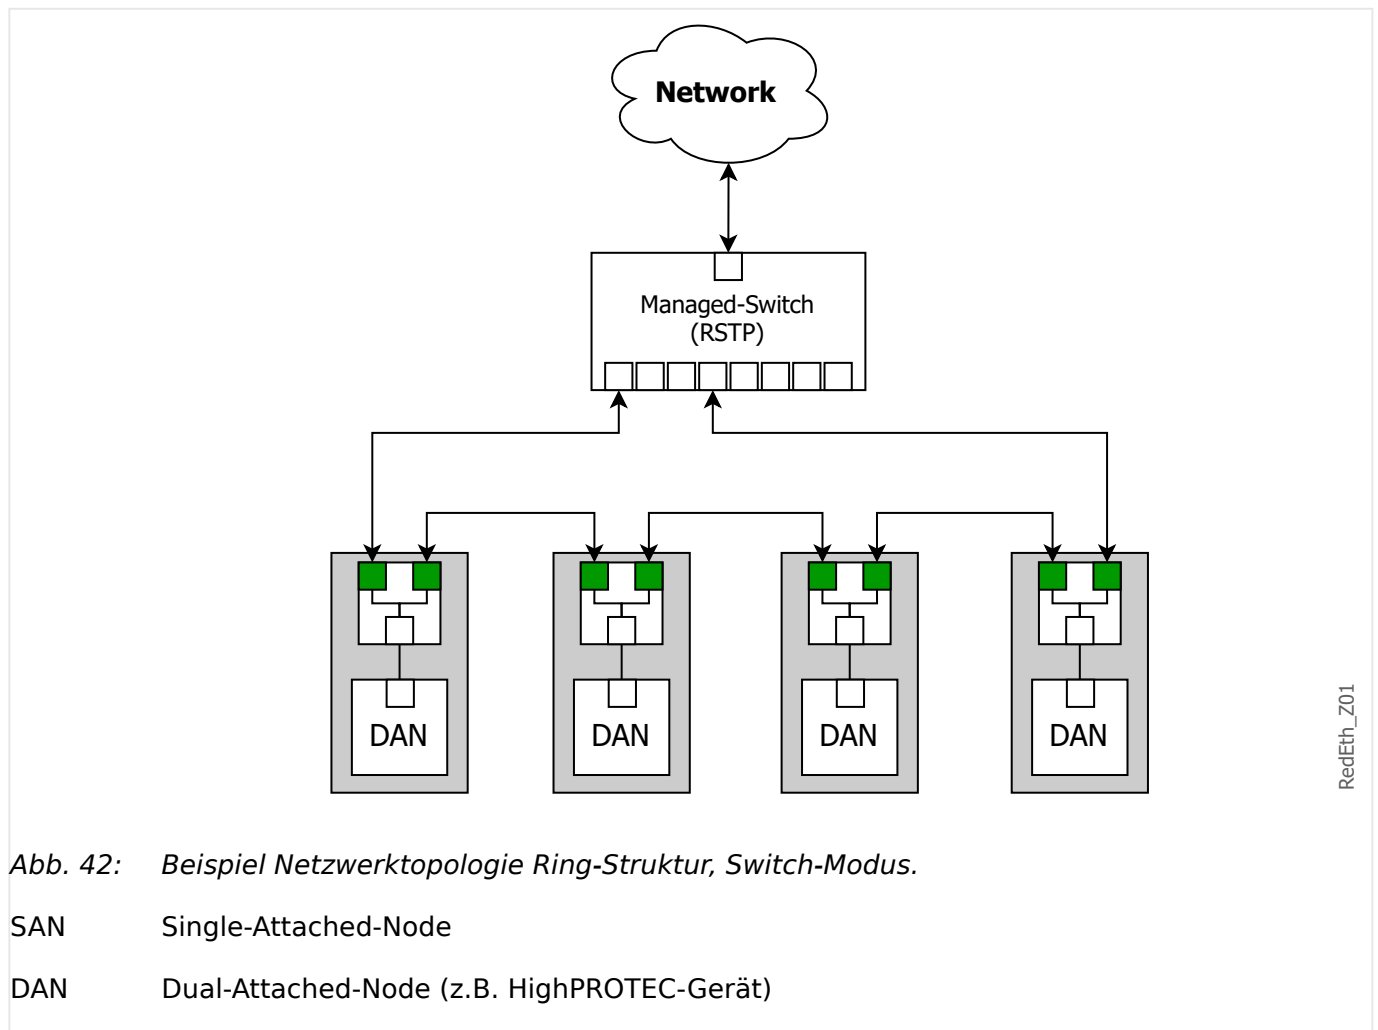 Network
Managed-Switch
(RSTP)
DAN
DAN
DAN
DAN
RedEth_Z01
Abb. 42: Beispiel Netzwerktopologie Ring-Struktur, Switch-Modus.
SAN Single-Attached-Node
DAN Dual-Attached-Node (z.B. HighPROTEC-Gerät)